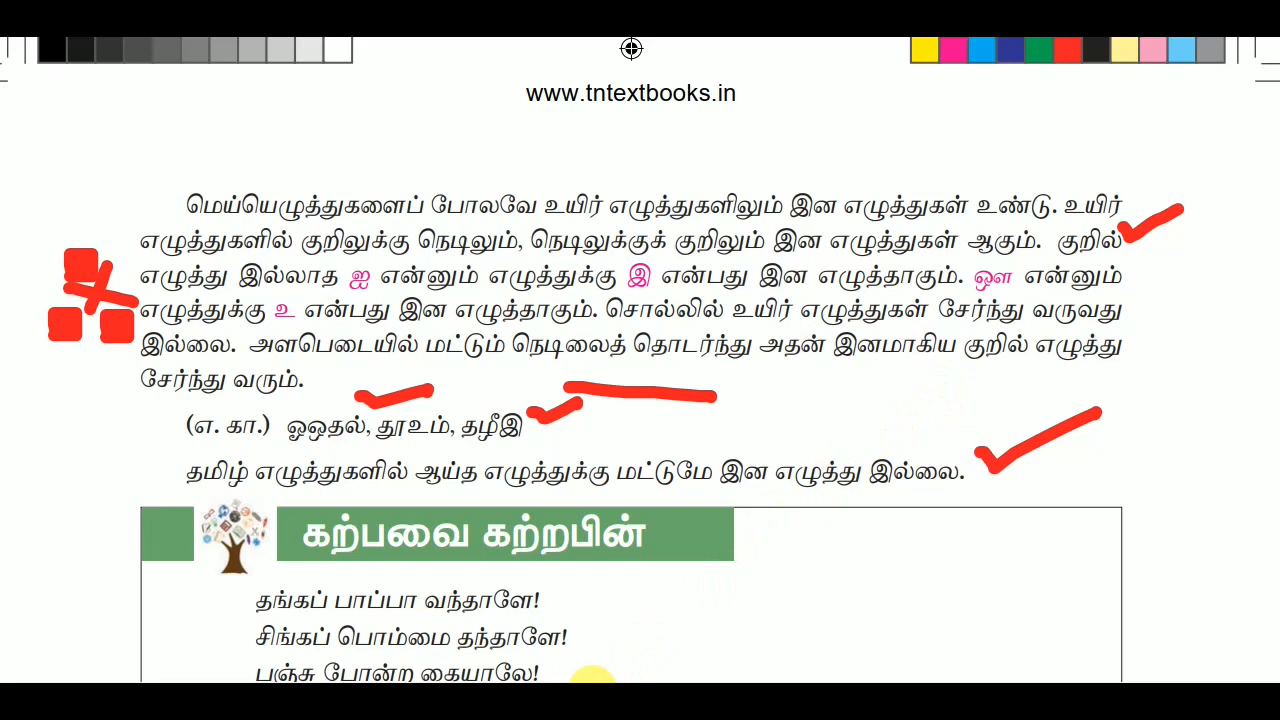 www.tntextbooks.in
மெய்யெழுத்துகளைப் போலவே உயிர் எழுத்துகளிலும் இன எழுத்துகள் உண்டு. உயிர்
எழுத்துகளில் குறிலுக்கு நெடிலும், நெடிலுக்குக் குறிலும் இன எழுத்துகள் ஆகும். குறில்
எழுத்து இல்லாத ஐ என்னும் எழுத்துக்கு இ என்பது இன எழுத்தாகும். ஔ என்னும்
எழுத்துக்கு உ என்பது இன எழுத்தாகும். சொல்லில் உயிர் எழுத்துகள் சேர்ந்து வருவது
இல்லை. அளபெடையில் மட்டும் நெடிலைத் தொடர்ந்து அதன் இனமாகிய குறில் எழுத்து
சேர்ந்து வரும்.
(எ. கா.) ஓஒதல், தூஉம், தழீஇ
தமிழ் எழுத்துகளில் ஆய்த எழுத்துக்கு மட்டுமே இன எழுத்து இல்லை.
கற்பவை கற்றபின்
தங்கப் பாப்பா வந்தாளே!
சிங்கப் பொம்மை தந்தாளே!
பஞ்சு போன்ற கையாலே!